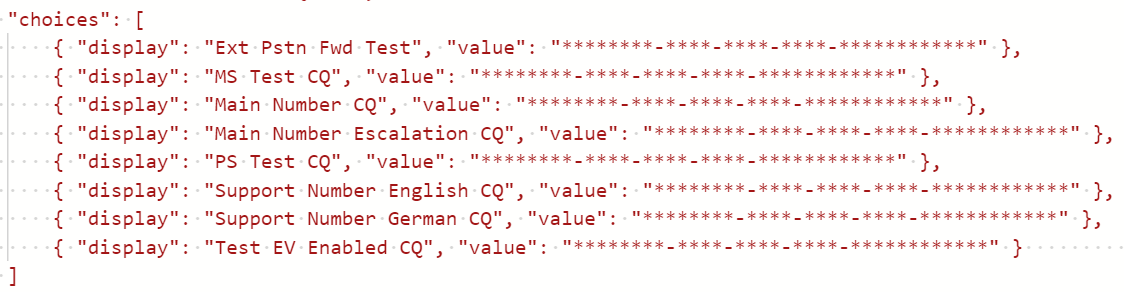 "choices": [
{ "display": "Ext Pstn Fwd Test", "value": "********-****-****-****-************" },
{ "display": "MS Test CQ", "value": "********-****-****-****-************" },
{ "display": "Main Number CQ", "value": "********-****-****-****-************" },
{ "display": "Main Number Escalation CQ", "value": "********-****-****-****-************" },
{ "display": "PS Test CQ", "value": "********-****-****-****-************" },
{ "display": "Support Number English CQ", "value": "********-****-****-****-************" },
{ "display": "Support Number German CQ", "value": "********-****-****-****-************" },
{ "display": "Test EV Enabled CQ", "value": "********-****-****-****-************" }
]